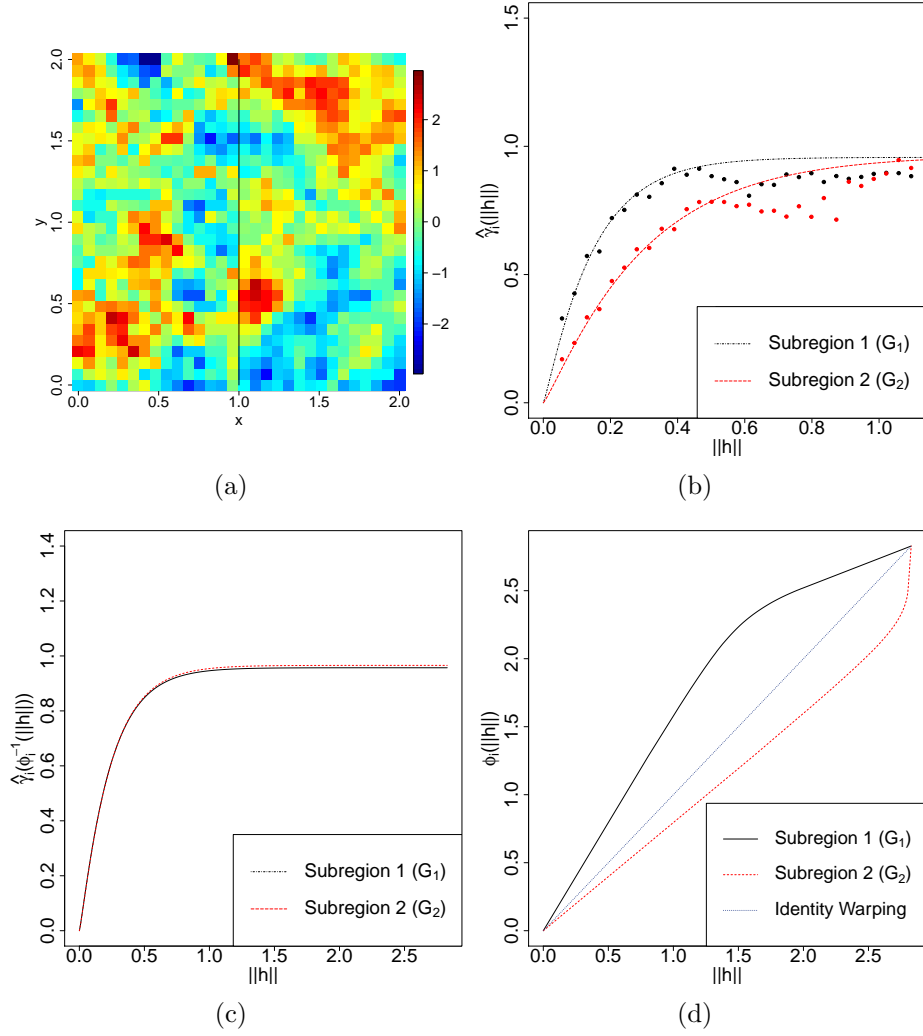 2.0
1.5
1.0
0.5
0.0
y
0.0 0.5 1.0 1.5 2.0
x
2
1
0
−1
−2
(a)
1.5
1.0
0.5
0.0
γ̂ᵢ(||h||)
Subregion 1 (G₁)
Subregion 2 (G₂)
0.0 0.2 0.4 0.6 0.8 1.0
||h||
(b)
1.4
1.2
1.0
0.8
0.6
0.4
0.2
0.0
γ̂ᵢ(ϕᵢ⁻¹(||h||))
Subregion 1 (G₁)
Subregion 2 (G₂)
0.0 0.5 1.0 1.5 2.0 2.5
||h||
(c)
2.5
2.0
1.5
1.0
0.5
0.0
ϕᵢ(||h||)
Subregion 1 (G₁)
Subregion 2 (G₂)
Identity Warping
0.0 0.5 1.0 1.5 2.0 2.5
||h||
(d)